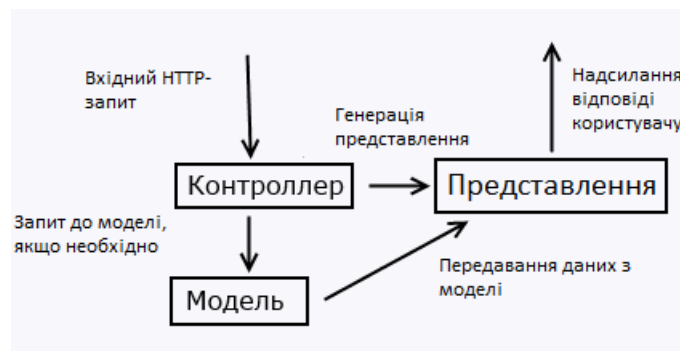 Вхідний HTTP-
запит
Надсилання
відповіді
користувачу
Генерація
представлення
Контроллер
Представлення
Запит до моделі,
якщо необхідно
Передавання даних з
моделі
Модель